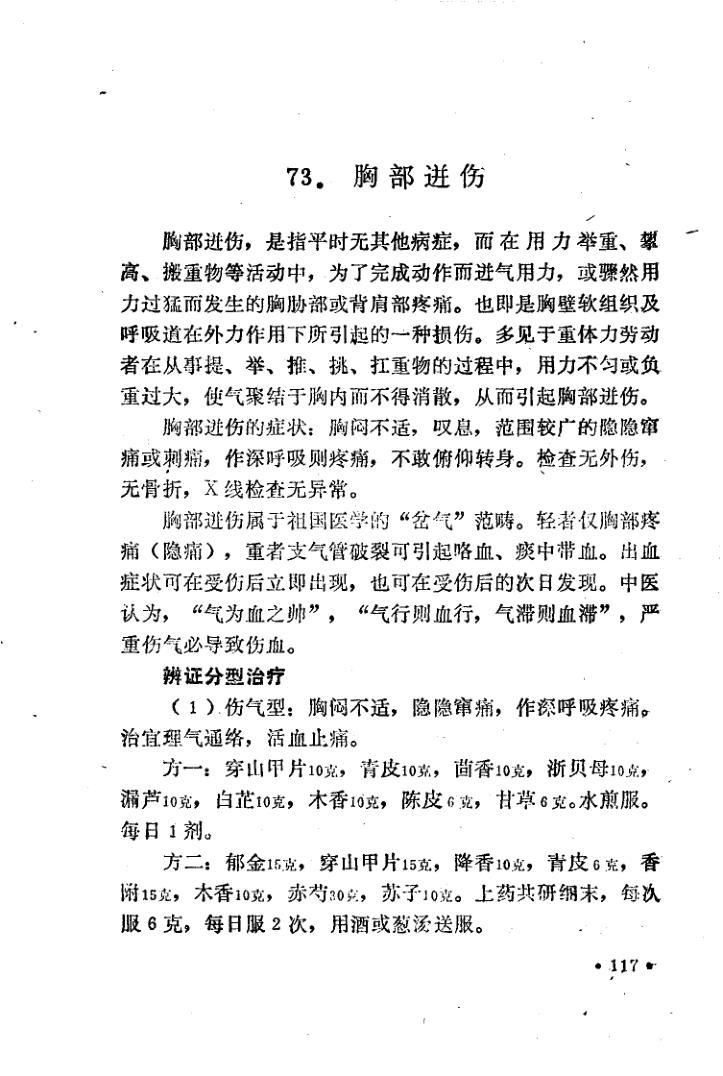 73. 胸部迸伤
胸部迸伤，是指平时无其他病症，而在用力举重、攀
高、搬重物等活动中，为了完成动作而迸气用力，或骤然用
力过猛而发生的胸胁部或背肩部疼痛。也即是胸壁软组织及
呼吸道在外力作用下所引起的一种损伤。多见于重体力劳动
者在从事提、举、推、挑、扛重物的过程中，用力不匀或负
重过大，使气聚结于胸内而不得消散，从而引起胸部迸伤。
胸部迸伤的症状：胸闷不适，叹息，范围较广的隐隐窜
痛或刺痛，作深呼吸则疼痛，不敢俯仰转身。检查无外伤，
无骨折，X线检查无异常。
胸部迸伤属于祖国医学的“岔气”范畴。轻者仅胸部疼
痛（隐痛），重者支气管破裂可引起咯血、痰中带血。出血
症状可在受伤后立即出现，也可在受伤后的次日发现。中医
认为，“气为血之帅”，“气行则血行，气滞则血滞”，严
重伤气必导致伤血。
辨证分型治疗
（1）伤气型：胸闷不适，隐隐窜痛，作深呼吸疼痛。
治宜理气通络，活血止痛。
方一：穿山甲片10克，青皮10克，茴香10克，浙贝母10克，
漏芦10克，白芷10克，木香10克，陈皮6克，甘草6克。水煎服。
每日1剂。
方二：郁金15克，穿山甲片15克，降香10克，青皮6克，香
附15克，木香10克，赤芍30克，苏子10克。上药共研细末，每次
服6克，每日服2次，用酒或葱汤送服。
•117•